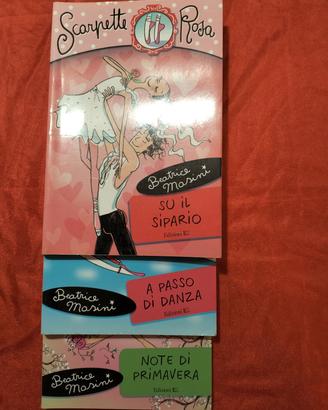 Scarpette Rosa
Beatrice
Masini
SU IL
SIPARIO
Edizioni EL
Beatrice
Masini
A PASSO
DI DANZA
Edizioni EL
Beatrice
Masini
NOTE DI
PRIMAVERA
Edizioni EL